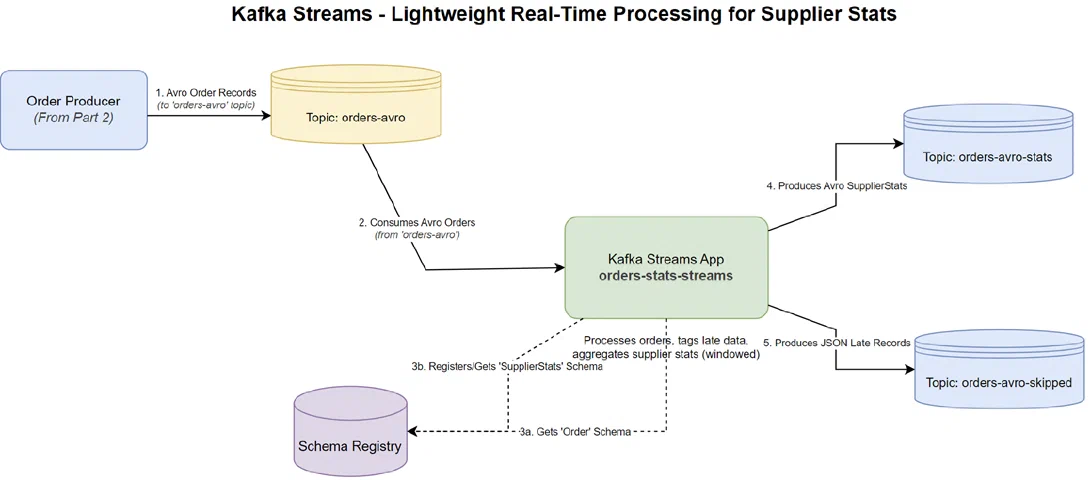 Kafka Streams - Lightweight Real-Time Processing for Supplier Stats
Order Producer
(From Part 2)
1. Avro Order Records
(to 'orders-avro' topic)
Topic: orders-avro
2. Consumes Avro Orders
(from 'orders-avro')
Kafka Streams App
orders-stats-streams
4. Produces Avro SupplierStats
Topic: orders-avro-stats
Processes orders, tags late data,
aggregates supplier stats (windowed)
5. Produces JSON Late Records
Topic: orders-avro-skipped
3b. Registers/Gets 'SupplierStats' Schema
3a. Gets 'Order' Schema
Schema Registry